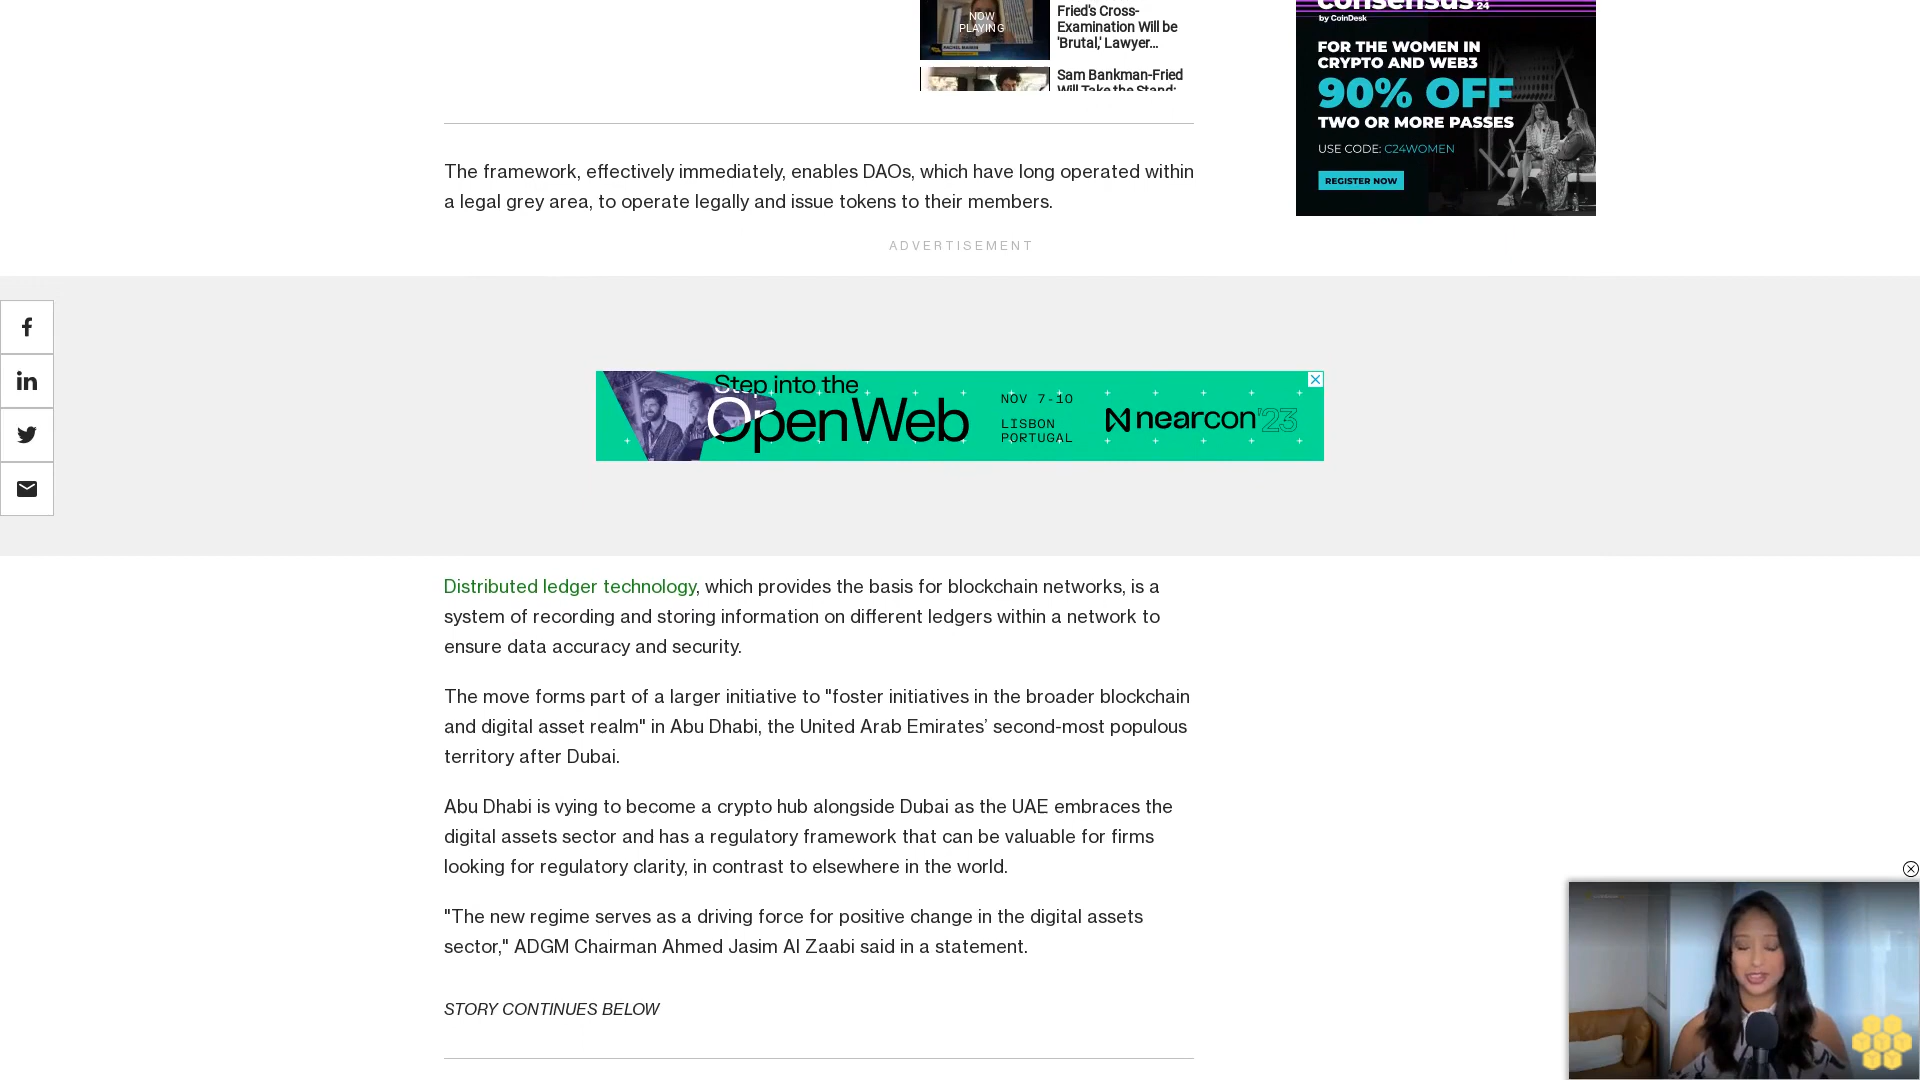 NOW
PLAYING
Fried's Cross-
Examination Will be
'Brutal,' Lawyer...
Sam Bankman-Fried
Will Take the Stand:
consensus24
by CoinDesk
FOR THE WOMEN IN
CRYPTO AND WEB3
90% OFF
TWO OR MORE PASSES
USE CODE: C24WOMEN
REGISTER NOW
The framework, effectively immediately, enables DAOs, which have long operated within
a legal grey area, to operate legally and issue tokens to their members.
ADVERTISEMENT
Step into the
OpenWeb
NOV 7-10
LISBON
PORTUGAL
nearcon'23
Distributed ledger technology, which provides the basis for blockchain networks, is a
system of recording and storing information on different ledgers within a network to
ensure data accuracy and security.
The move forms part of a larger initiative to "foster initiatives in the broader blockchain
and digital asset realm" in Abu Dhabi, the United Arab Emirates’ second-most populous
territory after Dubai.
Abu Dhabi is vying to become a crypto hub alongside Dubai as the UAE embraces the
digital assets sector and has a regulatory framework that can be valuable for firms
looking for regulatory clarity, in contrast to elsewhere in the world.
"The new regime serves as a driving force for positive change in the digital assets
sector," ADGM Chairman Ahmed Jasim Al Zaabi said in a statement.
STORY CONTINUES BELOW